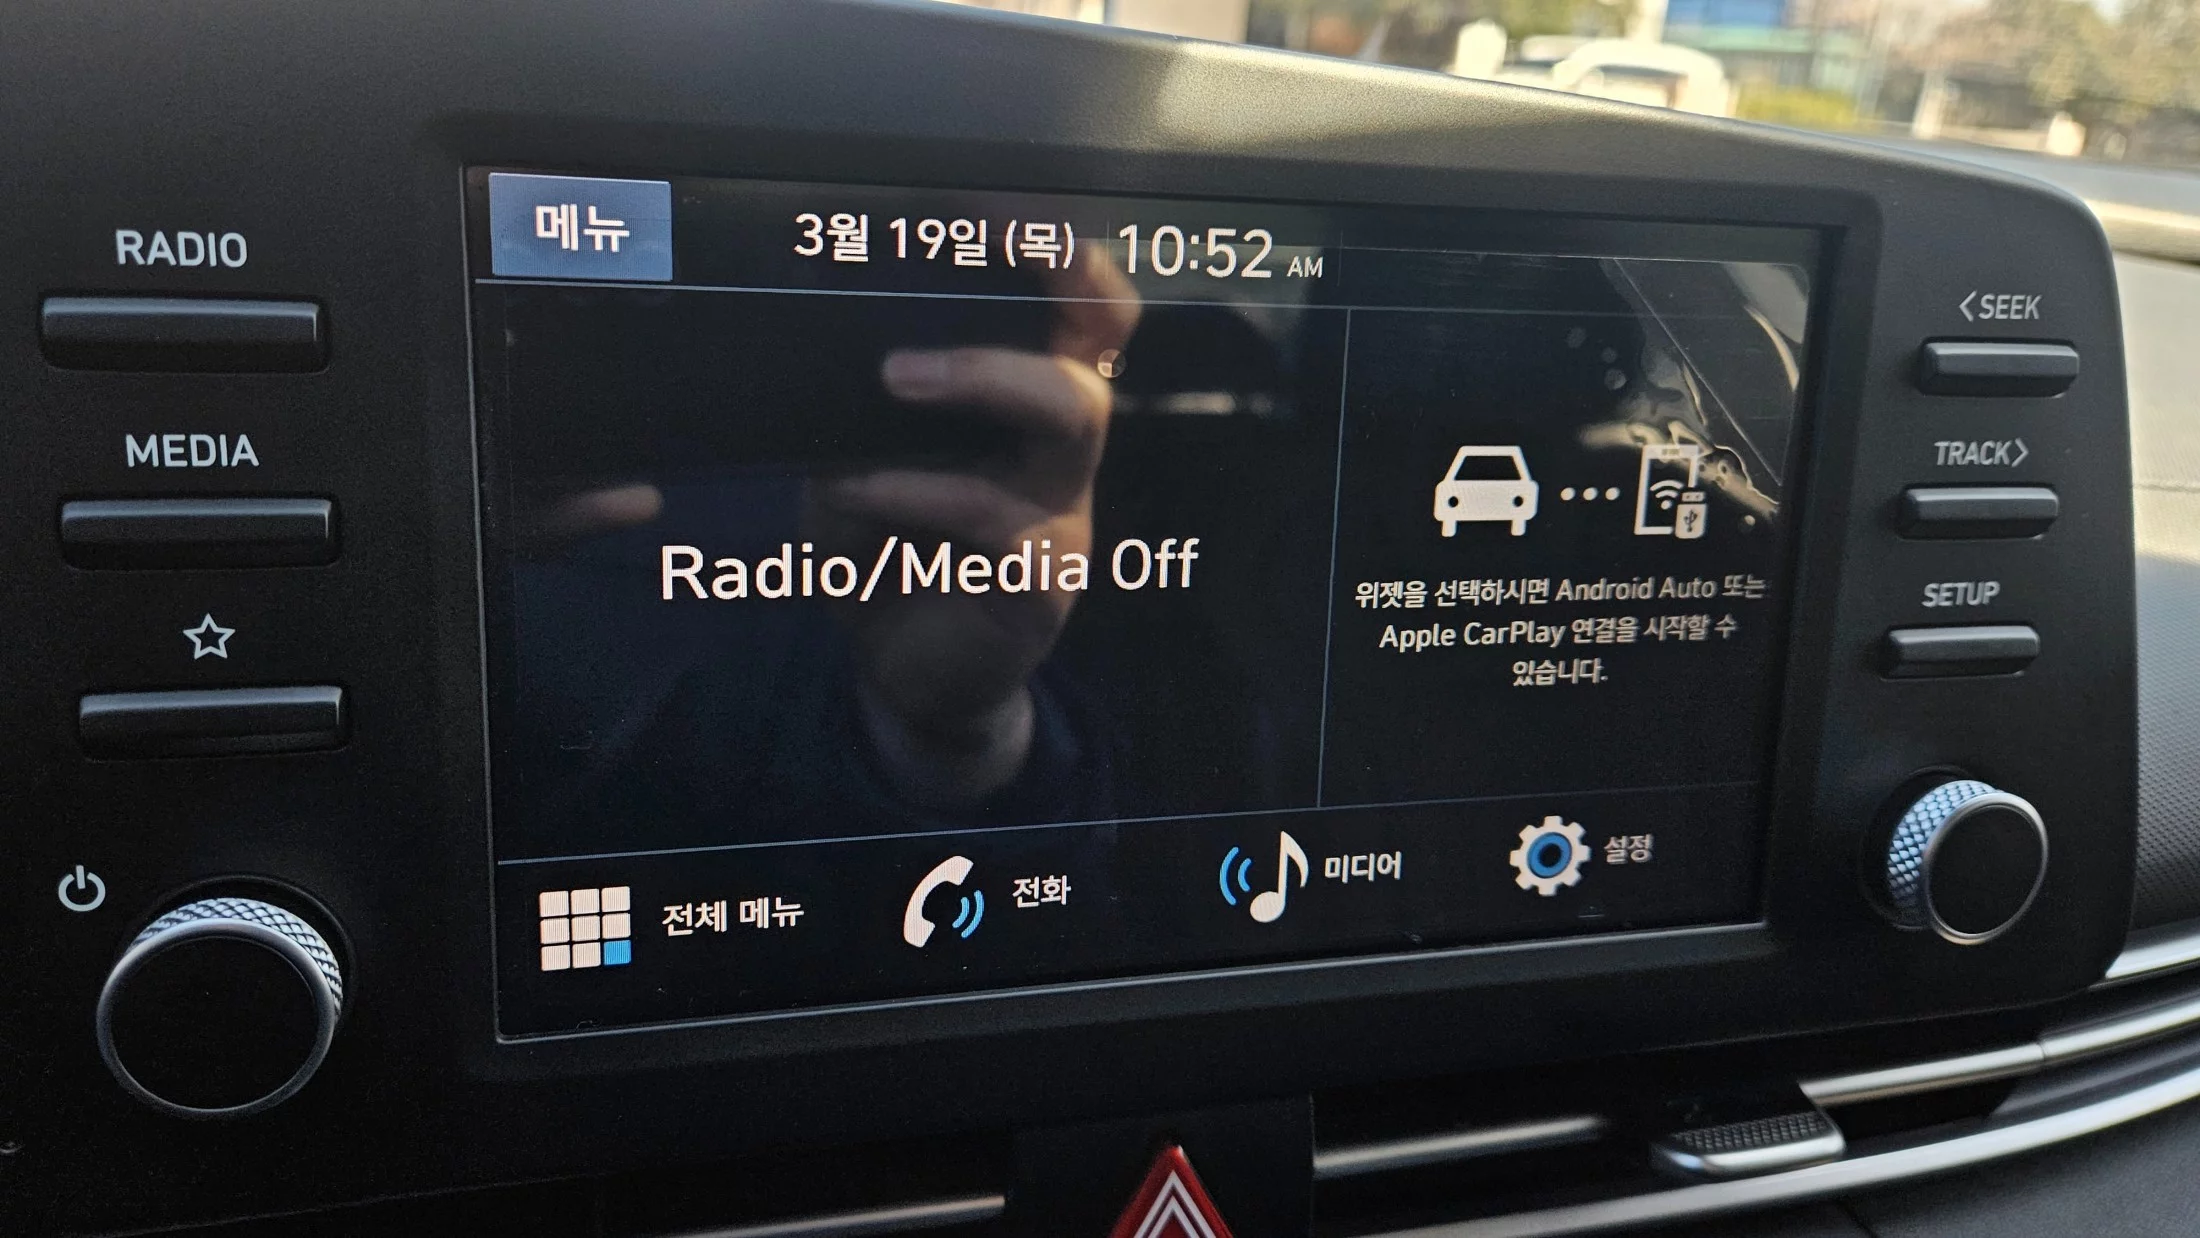 메뉴
3월 19일 (목) 10:52 AM
RADIO
MEDIA
Radio/Media Off
위젯을 선택하시면 Android Auto 또는
Apple CarPlay 연결을 시작할 수
있습니다.
전체 메뉴
전화
미디어
설정
<SEEK
TRACK>
SETUP